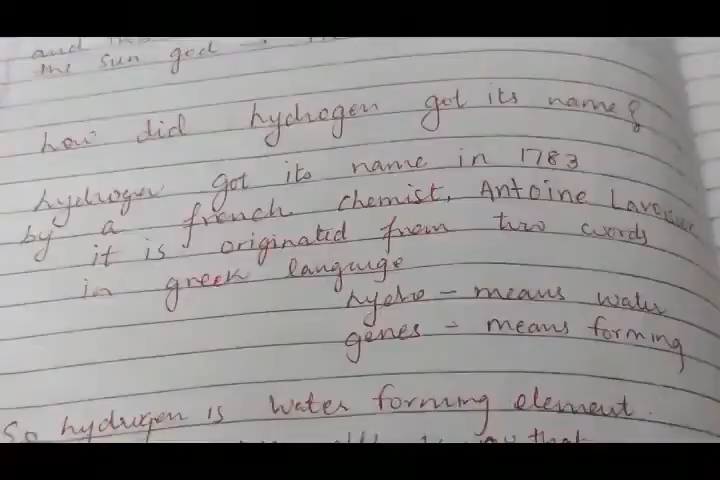 the sun god -
how did hydrogen got its name?
hydrogen got its name in 1783
by a french chemist, Antoine
it is originated from two words
in greek language
hydro - means water
genes - means forming
So hydrogen is water forming element.
that